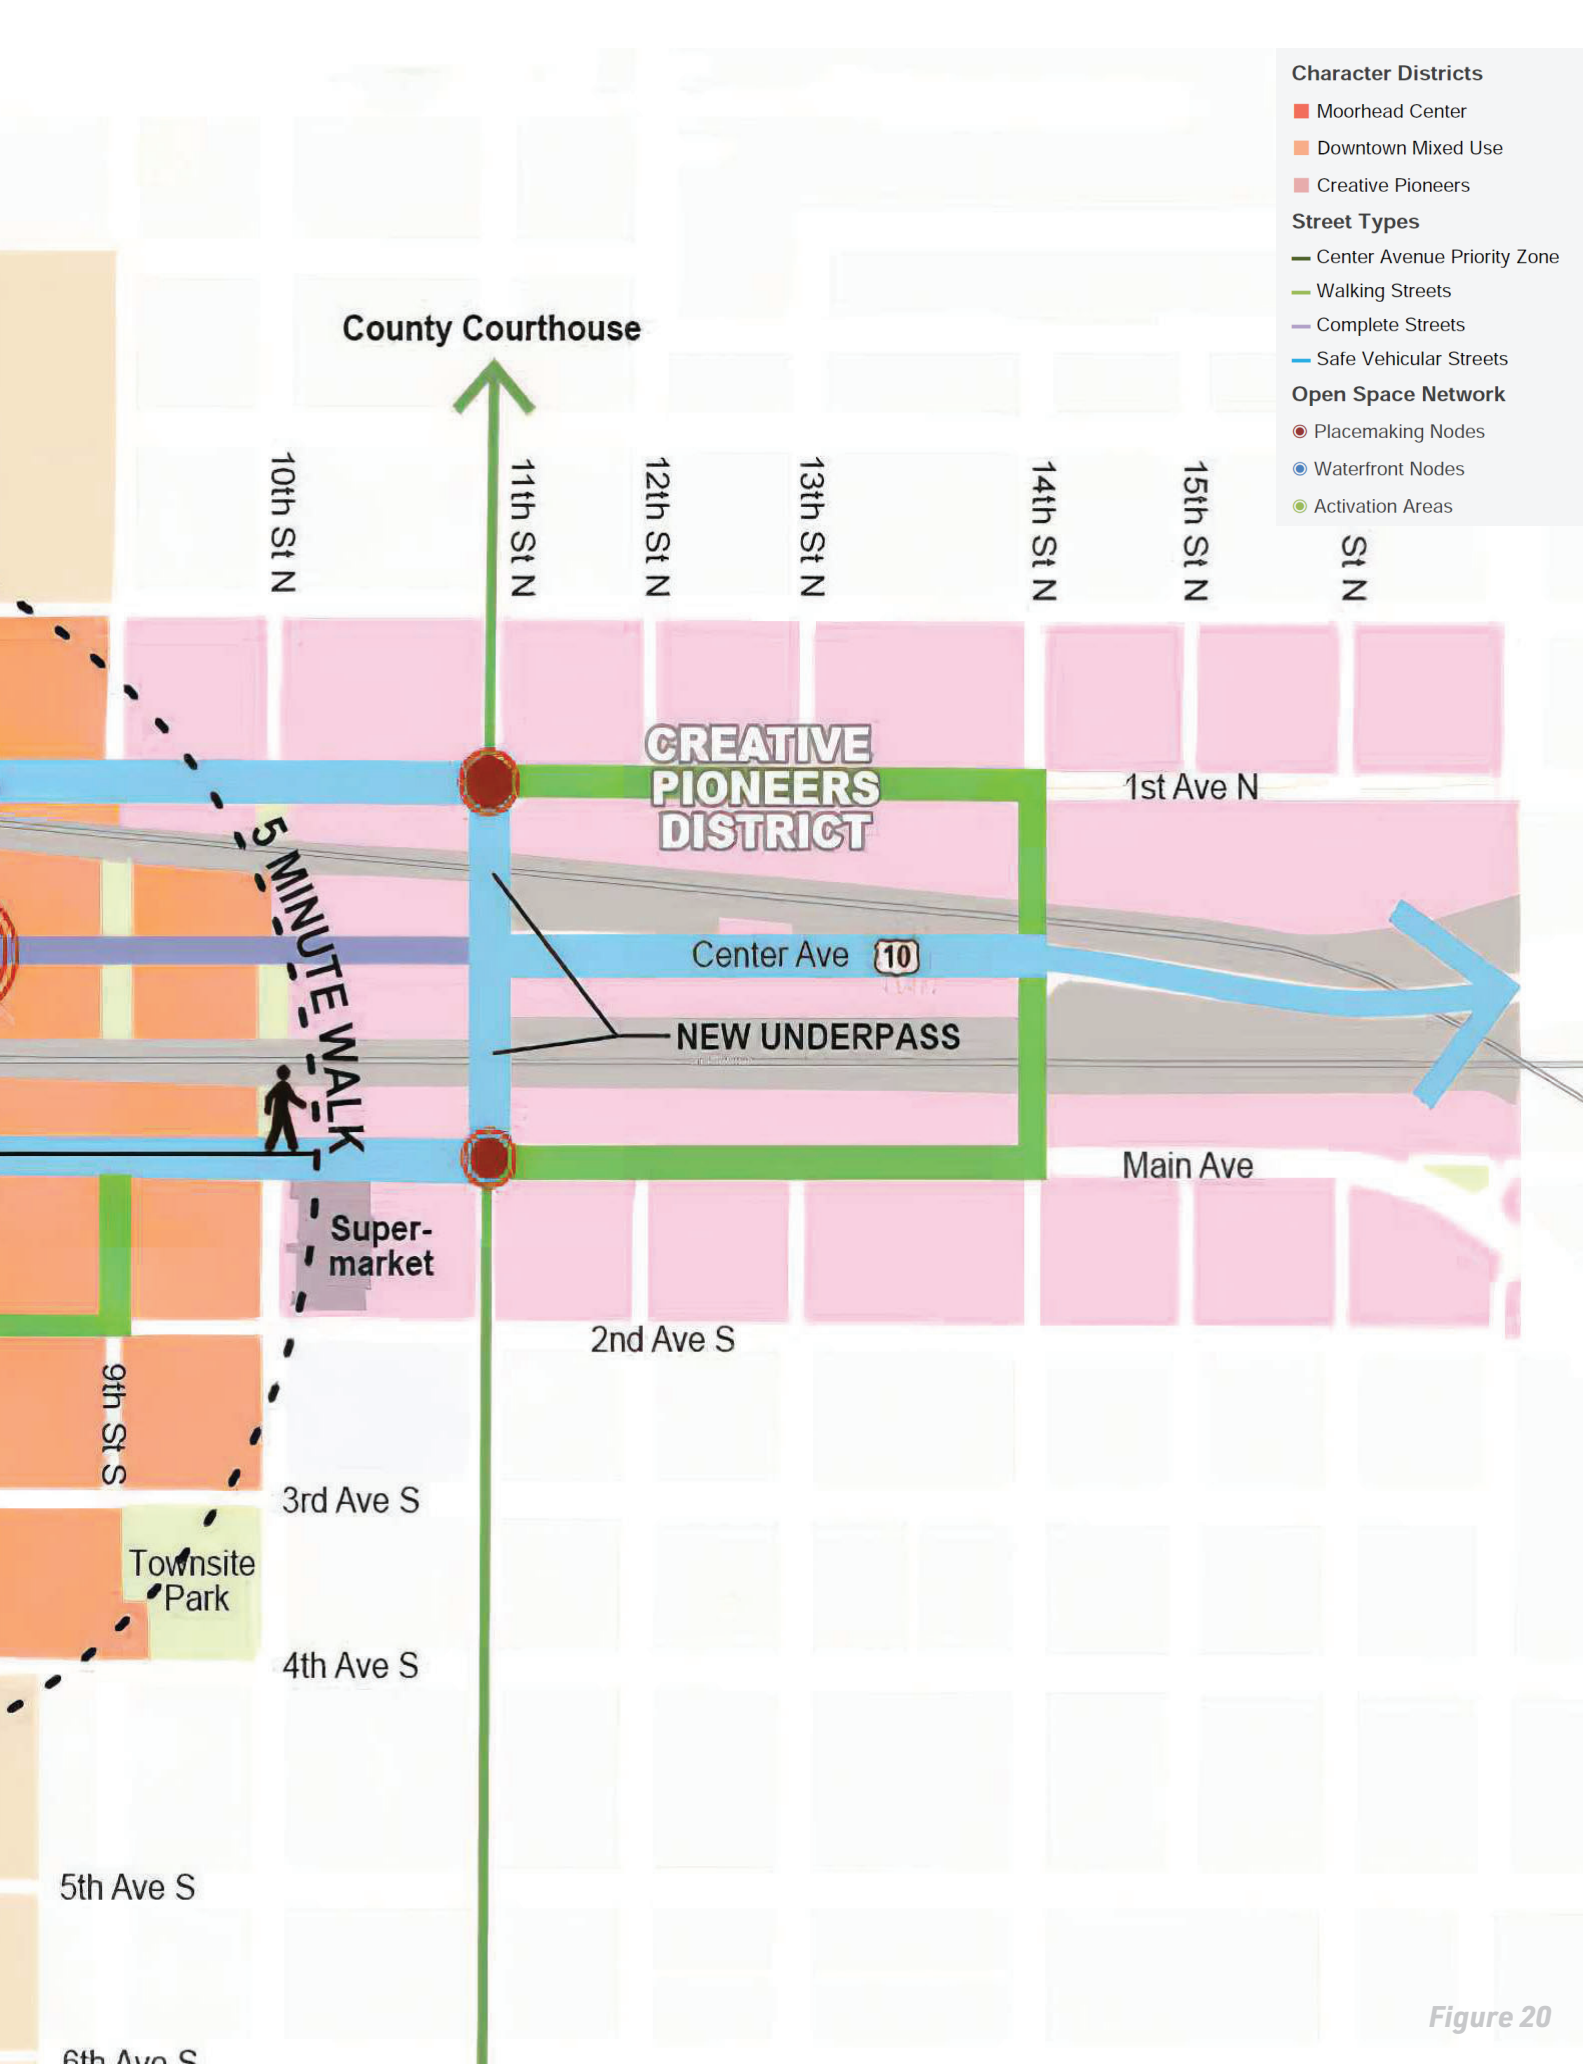 Character Districts
Moorhead Center
Downtown Mixed Use
Creative Pioneers
Street Types
Center Avenue Priority Zone
Walking Streets
Complete Streets
Safe Vehicular Streets
Open Space Network
Placemaking Nodes
Waterfront Nodes
Activation Areas
County Courthouse
10th St N
11th St N
12th St N
13th St N
14th St N
15th St N
St N
CREATIVE
PIONEERS
DISTRICT
1st Ave N
5 MINUTE WALK
Center Ave
10
NEW UNDERPASS
Main Ave
Super-
market
2nd Ave S
9th St S
3rd Ave S
Townsite
Park
4th Ave S
5th Ave S
6th Ave S
Figure 20